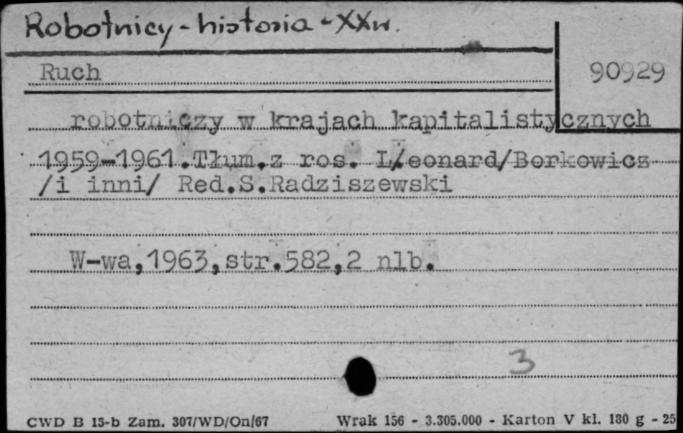 Robotnicy - historia - XXw.
Ruch
90929
robotniczy w krajach kapitalistycznych
1959-1961.Tłum.z ros. L/eonard/Borkowicz
/i inni/ Red.S.Radziszewski
W-wa,1963,str.582,2 nlb.
3
CWD B 15-b Zam. 307/WD/On/67 Wrak 156 - 3.305.000 - Karton V kl. 180 g - 25